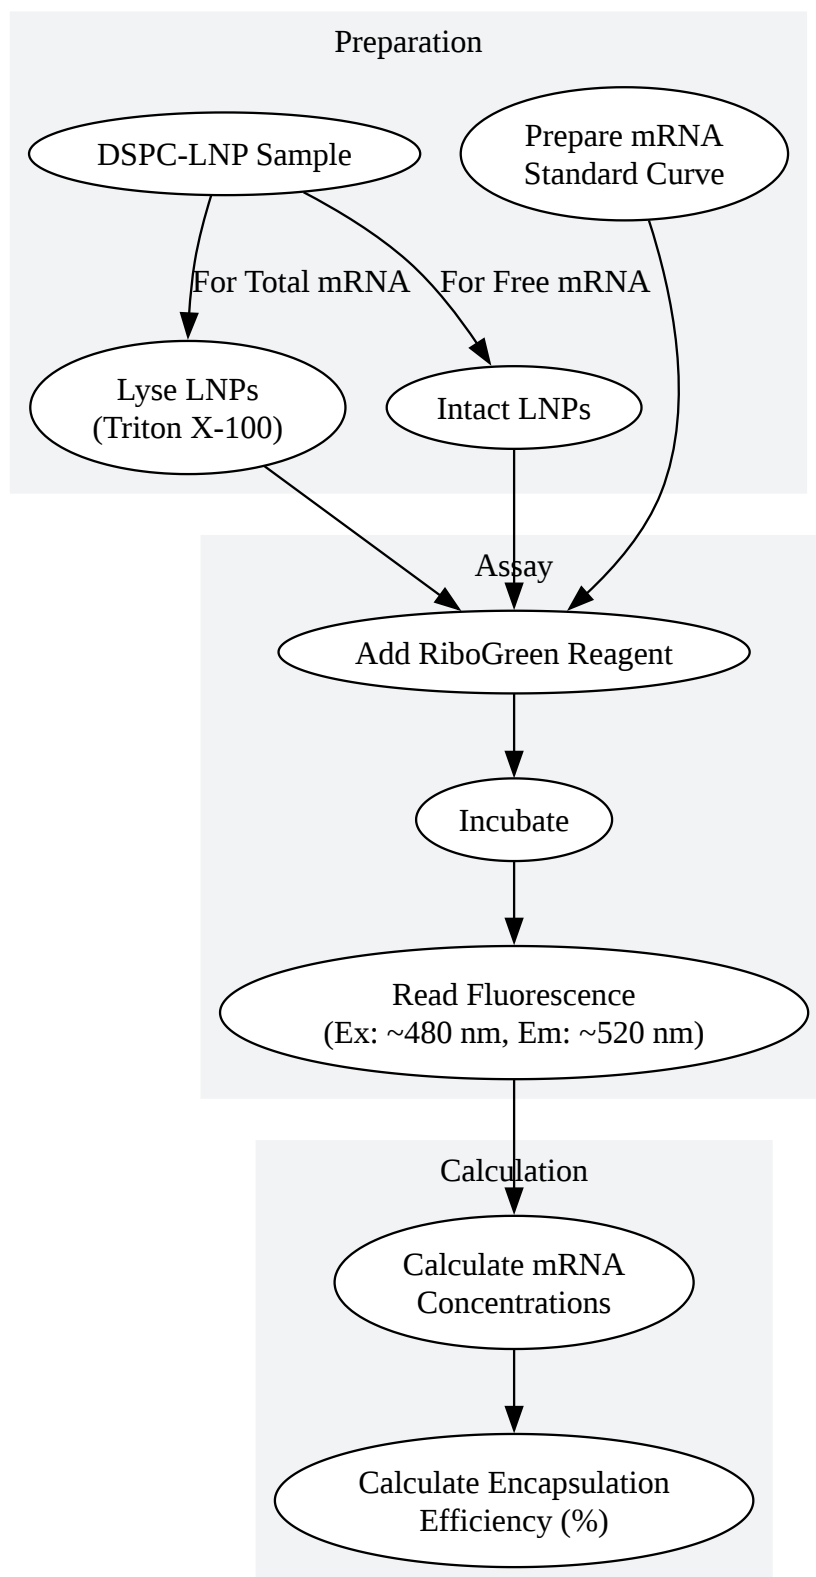 Preparation
DSPC-LNP Sample
Prepare mRNA
Standard Curve
For Total mRNA
For Free mRNA
Lyse LNPs
(Triton X-100)
Intact LNPs
Assay
Add RiboGreen Reagent
Incubate
Read Fluorescence
(Ex: ~480 nm, Em: ~520 nm)
Calculation
Calculate mRNA
Concentrations
Calculate Encapsulation
Efficiency (%)